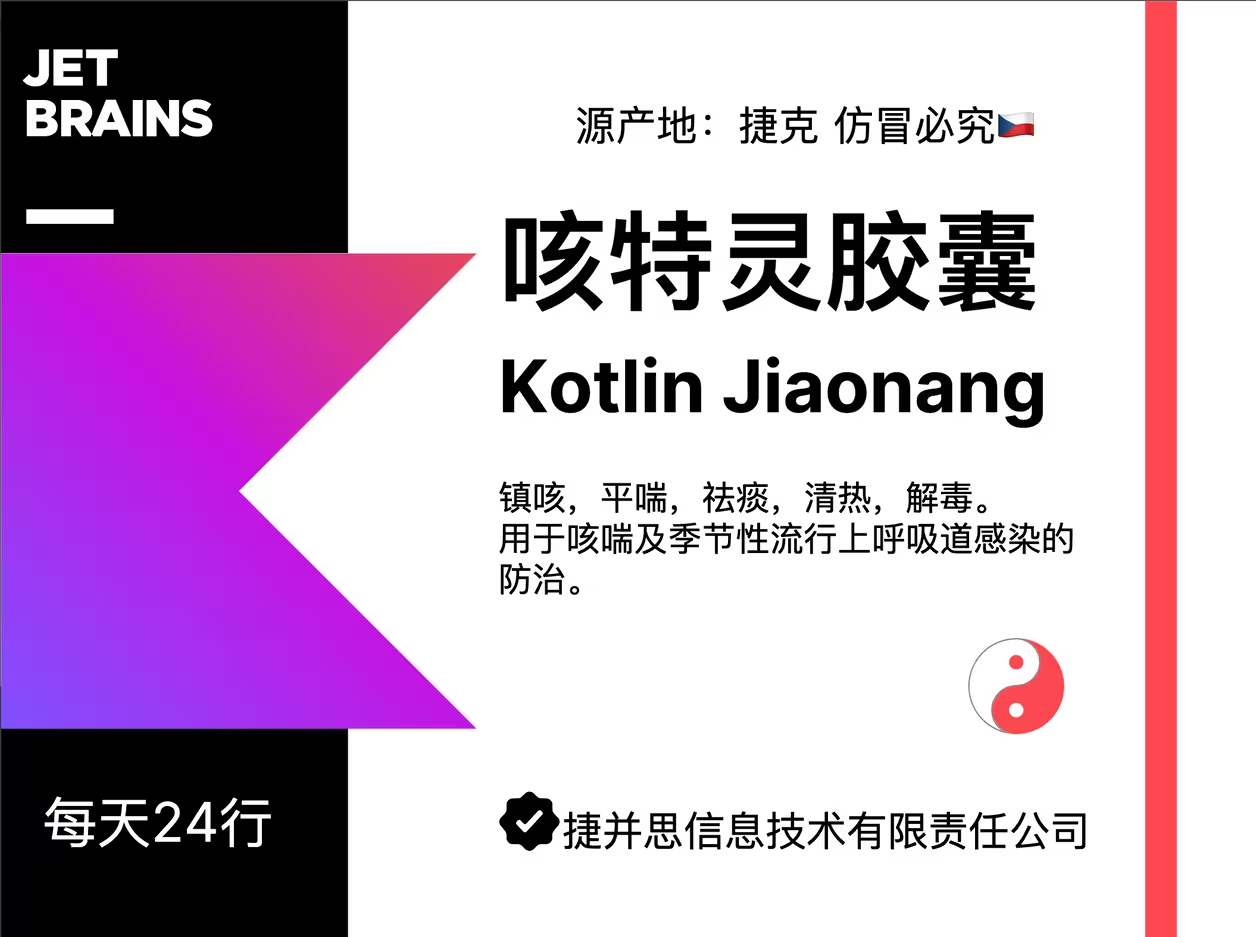 JET
BRAINS
源产地：捷克 仿冒必究
咳特灵胶囊
Kotlin Jiaonang
镇咳，平喘，祛痰，清热，解毒。
用于咳喘及季节性流行上呼吸道感染的
防治。
每天24行
捷并思信息技术有限责任公司